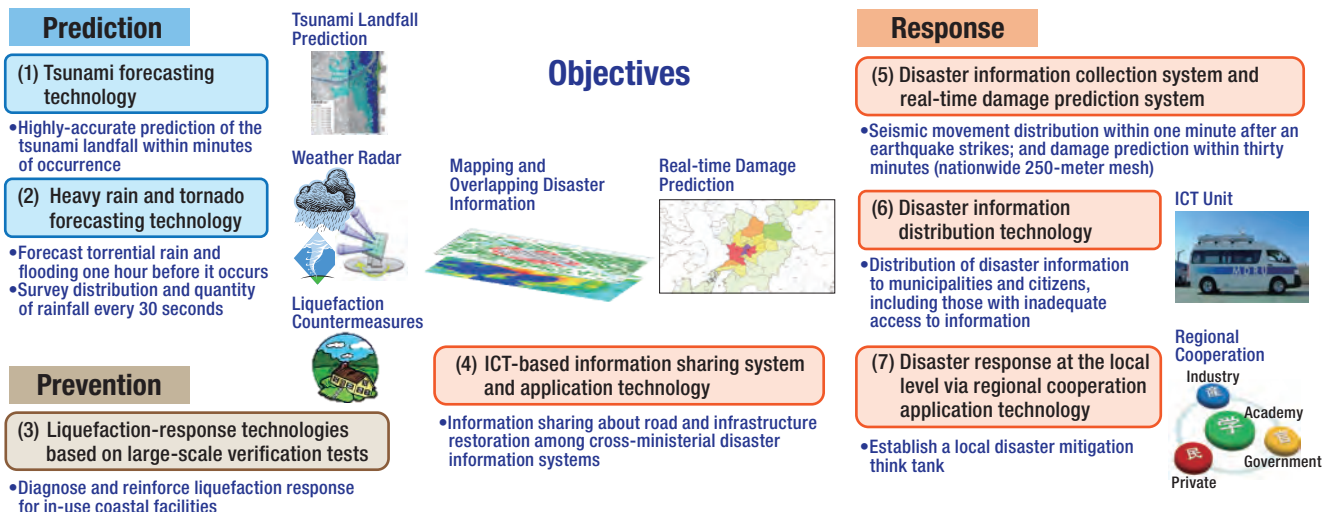 Prediction
(1) Tsunami forecasting
technology
•Highly-accurate prediction of the
tsunami landfall within minutes
of occurrence
(2) Heavy rain and tornado
forecasting technology
•Forecast torrential rain and
flooding one hour before it occurs
•Survey distribution and quantity
of rainfall every 30 seconds
Prevention
(3) Liquefaction-response technologies
based on large-scale verification tests
•Diagnose and reinforce liquefaction response
for in-use coastal facilities
Tsunami Landfall
Prediction
Weather Radar
Liquefaction
Countermeasures
Objectives
Mapping and
Overlapping Disaster
Information
Real-time Damage
Prediction
(4) ICT-based information sharing system
and application technology
•Information sharing about road and infrastructure
restoration among cross-ministerial disaster
information systems
Response
(5) Disaster information collection system and
real-time damage prediction system
•Seismic movement distribution within one minute after an
earthquake strikes; and damage prediction within thirty
minutes (nationwide 250-meter mesh)
(6) Disaster information
distribution technology
•Distribution of disaster information
to municipalities and citizens,
including those with inadequate
access to information
(7) Disaster response at the local
level via regional cooperation
application technology
•Establish a local disaster mitigation
think tank
ICT Unit
MDRU
Regional
Cooperation
Industry
産
Academy
学
官
Government
民
Private